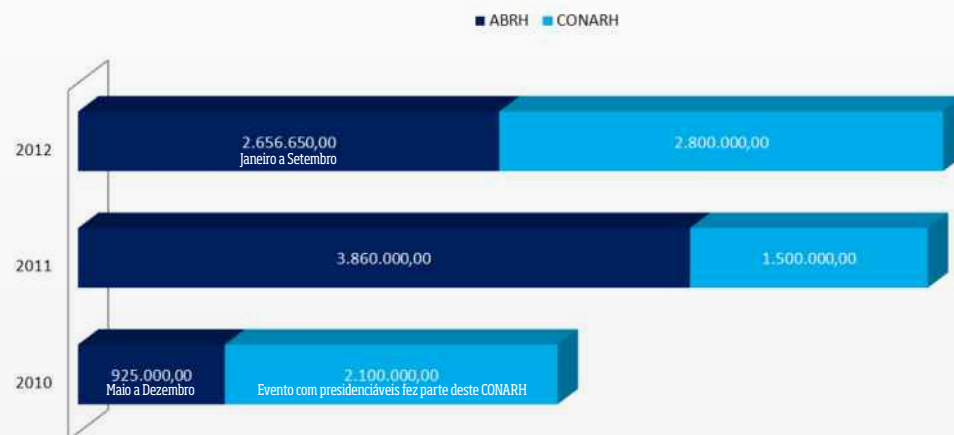 ABRH CONARH
2012
2.656.650,00
Janeiro a Setembro
2.800.000,00
2011
3.860.000,00
1.500.000,00
2010
925.000,00
Maio a Dezembro
2.100.000,00
Evento com presidenciáveis fez parte deste CONARH